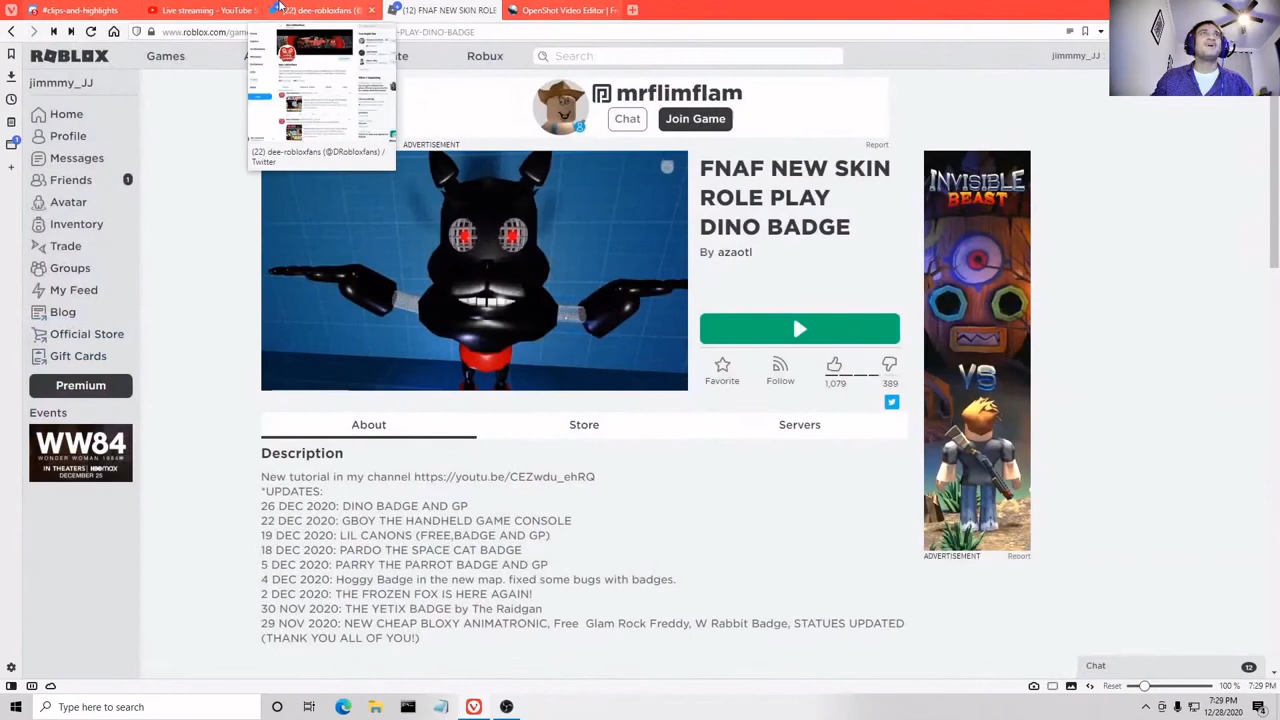 #clips-and-highlights
Live streaming - YouTube S
(22) dee-robloxfans (
(12) FNAF NEW SKIN ROLE
OpenShot Video Editor | Fr
www.roblox.com/gam
-PLAY-DINO-BADGE
Games
Search
mrflimflam
Chat
Join Game
(22) dee-robloxfans (@DRobloxfans) /
Twitter
ADVERTISEMENT
Report
Home
Messages
Friends
1
Avatar
Inventory
Trade
Groups
My Feed
Blog
Official Store
Gift Cards
Premium
Events
WW84
WONDER WOMAN 1984
IN THEATERS | HBOMAX
DECEMBER 25
FNAF NEW SKIN
ROLE PLAY
DINO BADGE
By azaotl
Favorite
Follow
1,079
389
INVISIBLE
BEAST
VS
ADVERTISEMENT
Report
About
Store
Servers
Description
New tutorial in my channel https://youtu.be/CEZwdu_ehRQ
*UPDATES:
26 DEC 2020: DINO BADGE AND GP
22 DEC 2020: GBOY THE HANDHELD GAME CONSOLE
19 DEC 2020: LIL CANONS (FREE,BADGE AND GP)
18 DEC 2020: PARDO THE SPACE CAT BADGE
5 DEC 2020: PARRY THE PARROT BADGE AND GP
4 DEC 2020: Hoggy Badge in the new map. fixed some bugs with badges.
2 DEC 2020: THE FROZEN FOX IS HERE AGAIN!
30 NOV 2020: THE YETIX BADGE by The Raidgan
29 NOV 2020: NEW CHEAP BLOXY ANIMATRONIC, Free Glam Rock Freddy, W Rabbit Badge, STATUES UPDATED
(THANK YOU ALL OF YOU!)
Chat
12
Reset
100 %
7:29 PM
Type here to search
7:29 PM
12/28/2020
4